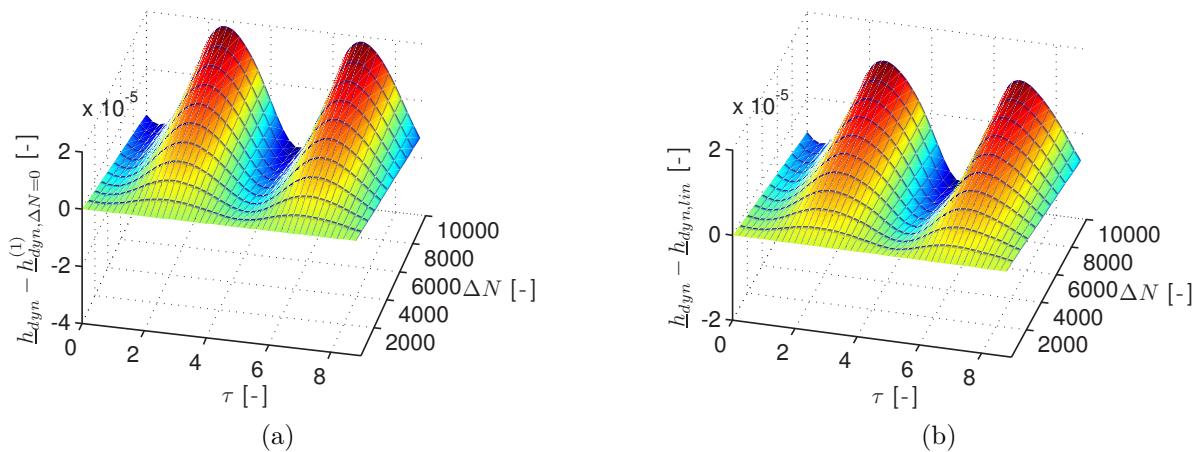 x 10-5
2
0
-2
-4
h_dyn − h^(1)_dyn,ΔN=0 [-]
0
2
4
6
8
τ [-]
10000
8000
6000
4000
2000
ΔN [-]
(a)
x 10-5
2
0
-2
h_dyn − h_dyn,lin [-]
0
2
4
6
8
τ [-]
10000
8000
6000
4000
2000
ΔN [-]
(b)